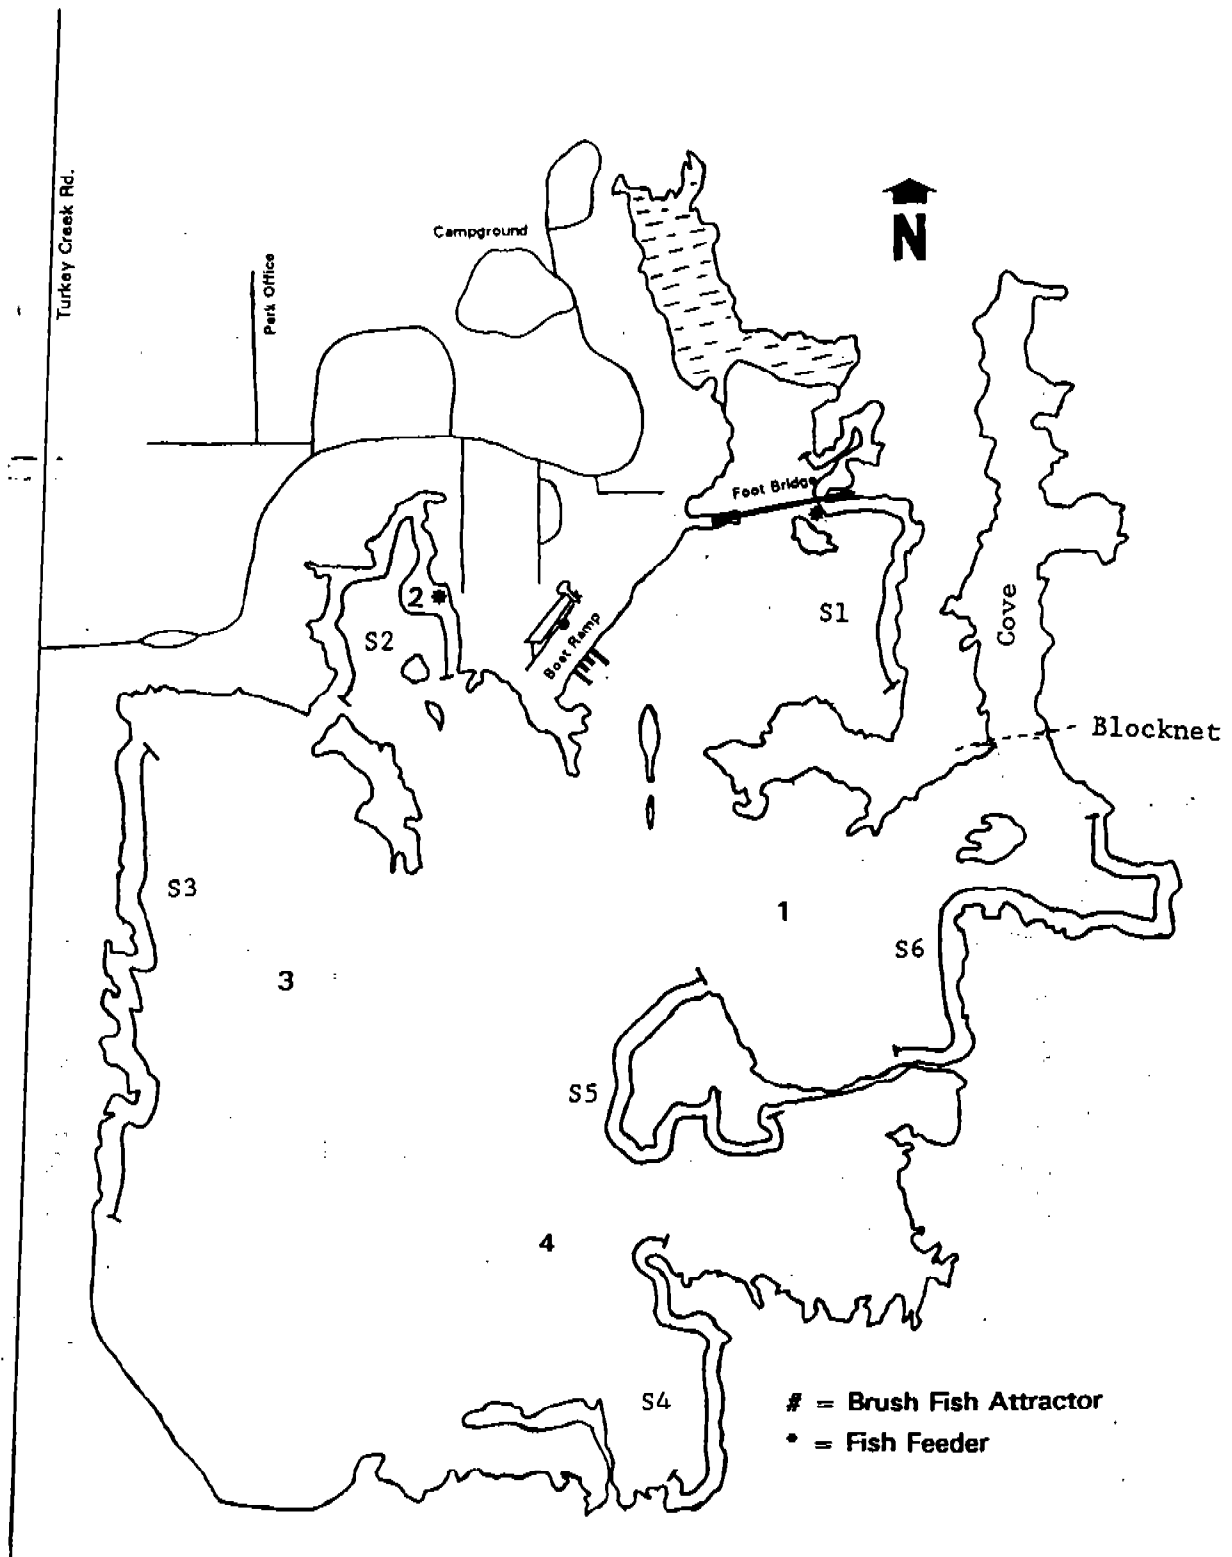 Turkey Creek Rd.
Park Office
Campground
N
Foot Bridge
2
S2
Boat Ramp
S1
Cove
Blocknet
S3
1
S6
3
S5
4
S4
# = Brush Fish Attractor
* = Fish Feeder